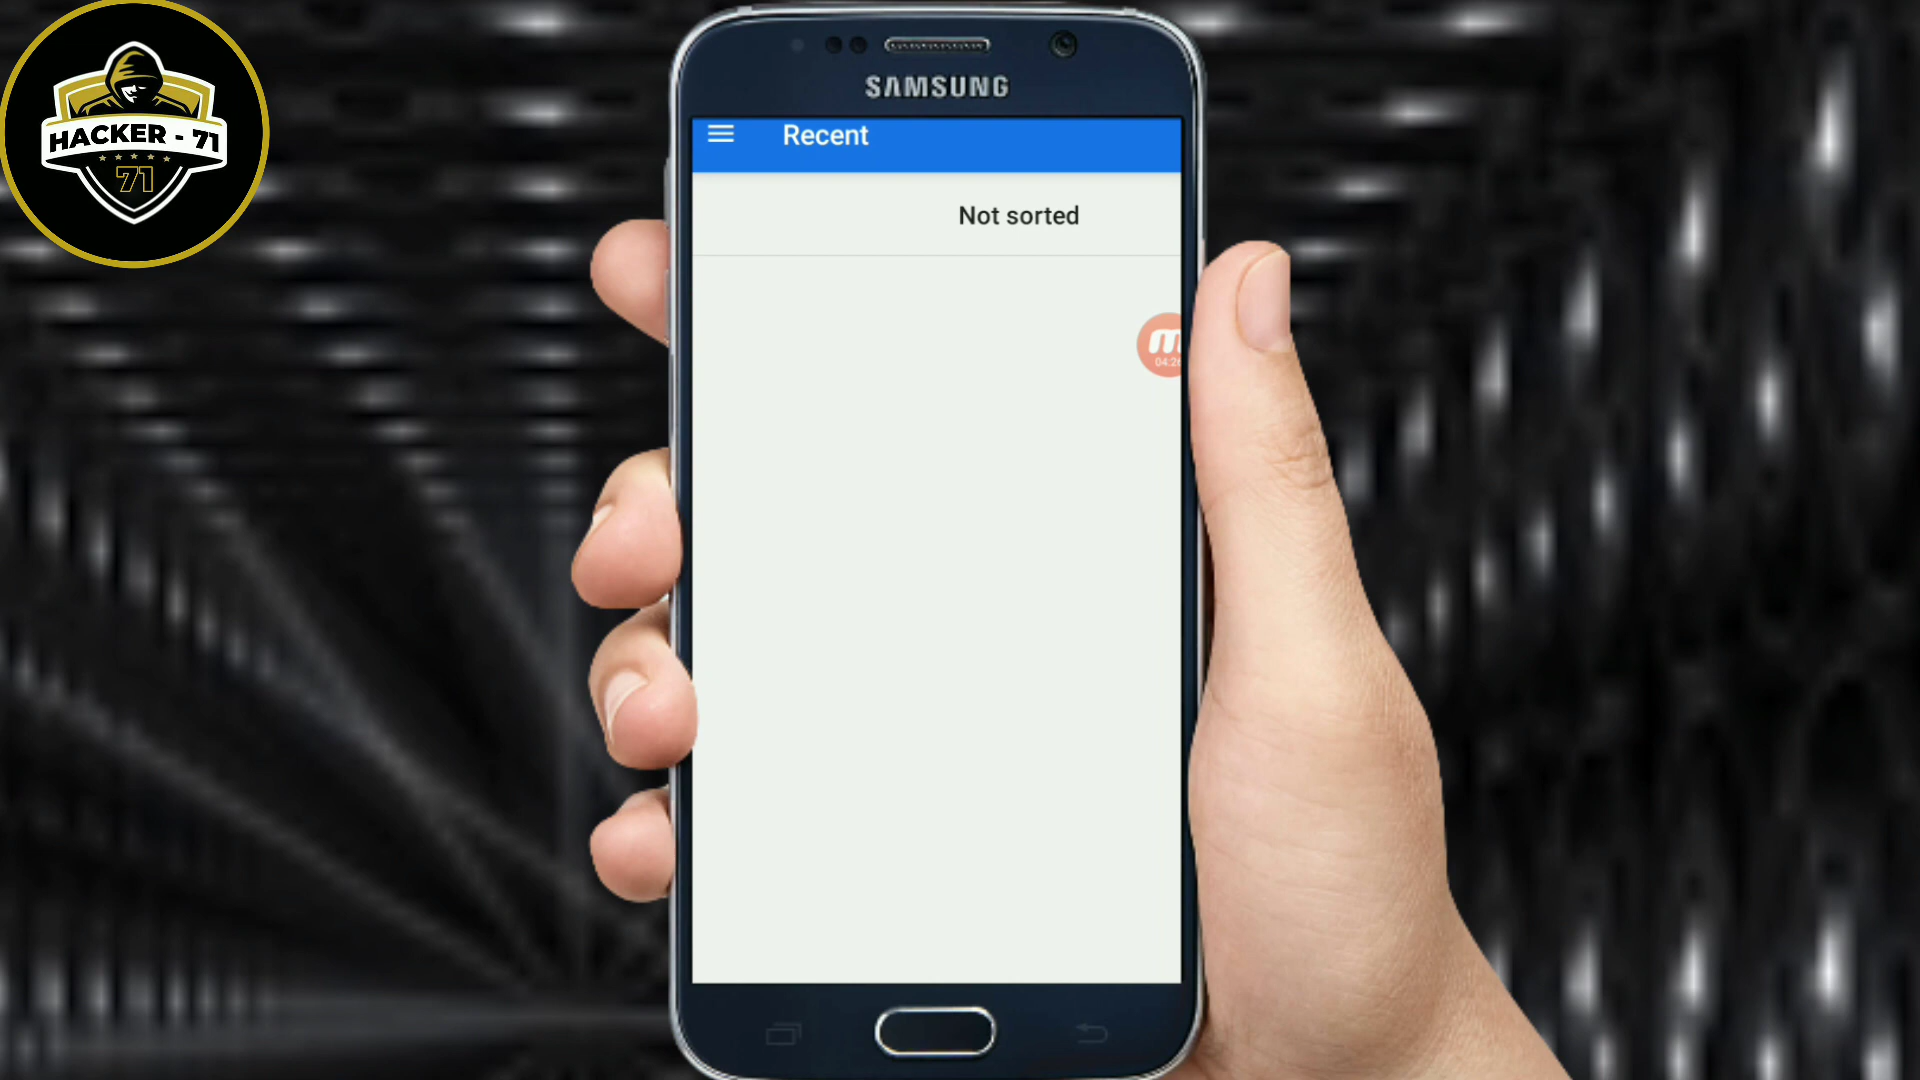 HACKER - 71
71
SAMSUNG
Recent
Not sorted